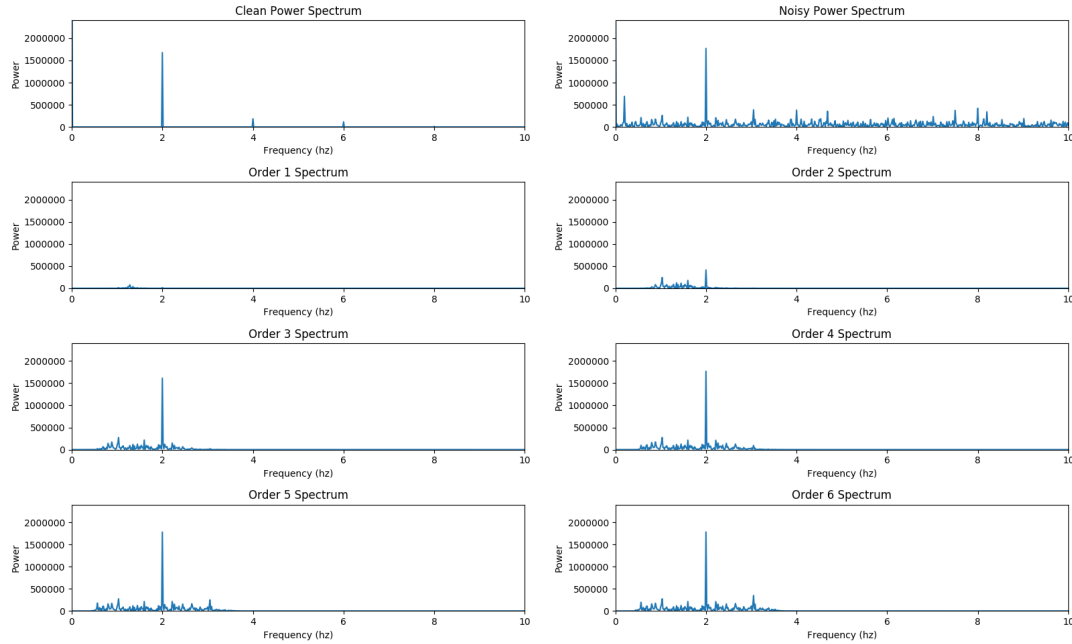 Clean Power Spectrum
2000000
1500000
1000000
500000
0
Power
0 2 4 6 8 10
Frequency (hz)
Noisy Power Spectrum
2000000
1500000
1000000
500000
0
Power
0 2 4 6 8 10
Frequency (hz)
Order 1 Spectrum
2000000
1500000
1000000
500000
0
Power
0 2 4 6 8 10
Frequency (hz)
Order 2 Spectrum
2000000
1500000
1000000
500000
0
Power
0 2 4 6 8 10
Frequency (hz)
Order 3 Spectrum
2000000
1500000
1000000
500000
0
Power
0 2 4 6 8 10
Frequency (hz)
Order 4 Spectrum
2000000
1500000
1000000
500000
0
Power
0 2 4 6 8 10
Frequency (hz)
Order 5 Spectrum
2000000
1500000
1000000
500000
0
Power
0 2 4 6 8 10
Frequency (hz)
Order 6 Spectrum
2000000
1500000
1000000
500000
0
Power
0 2 4 6 8 10
Frequency (hz)